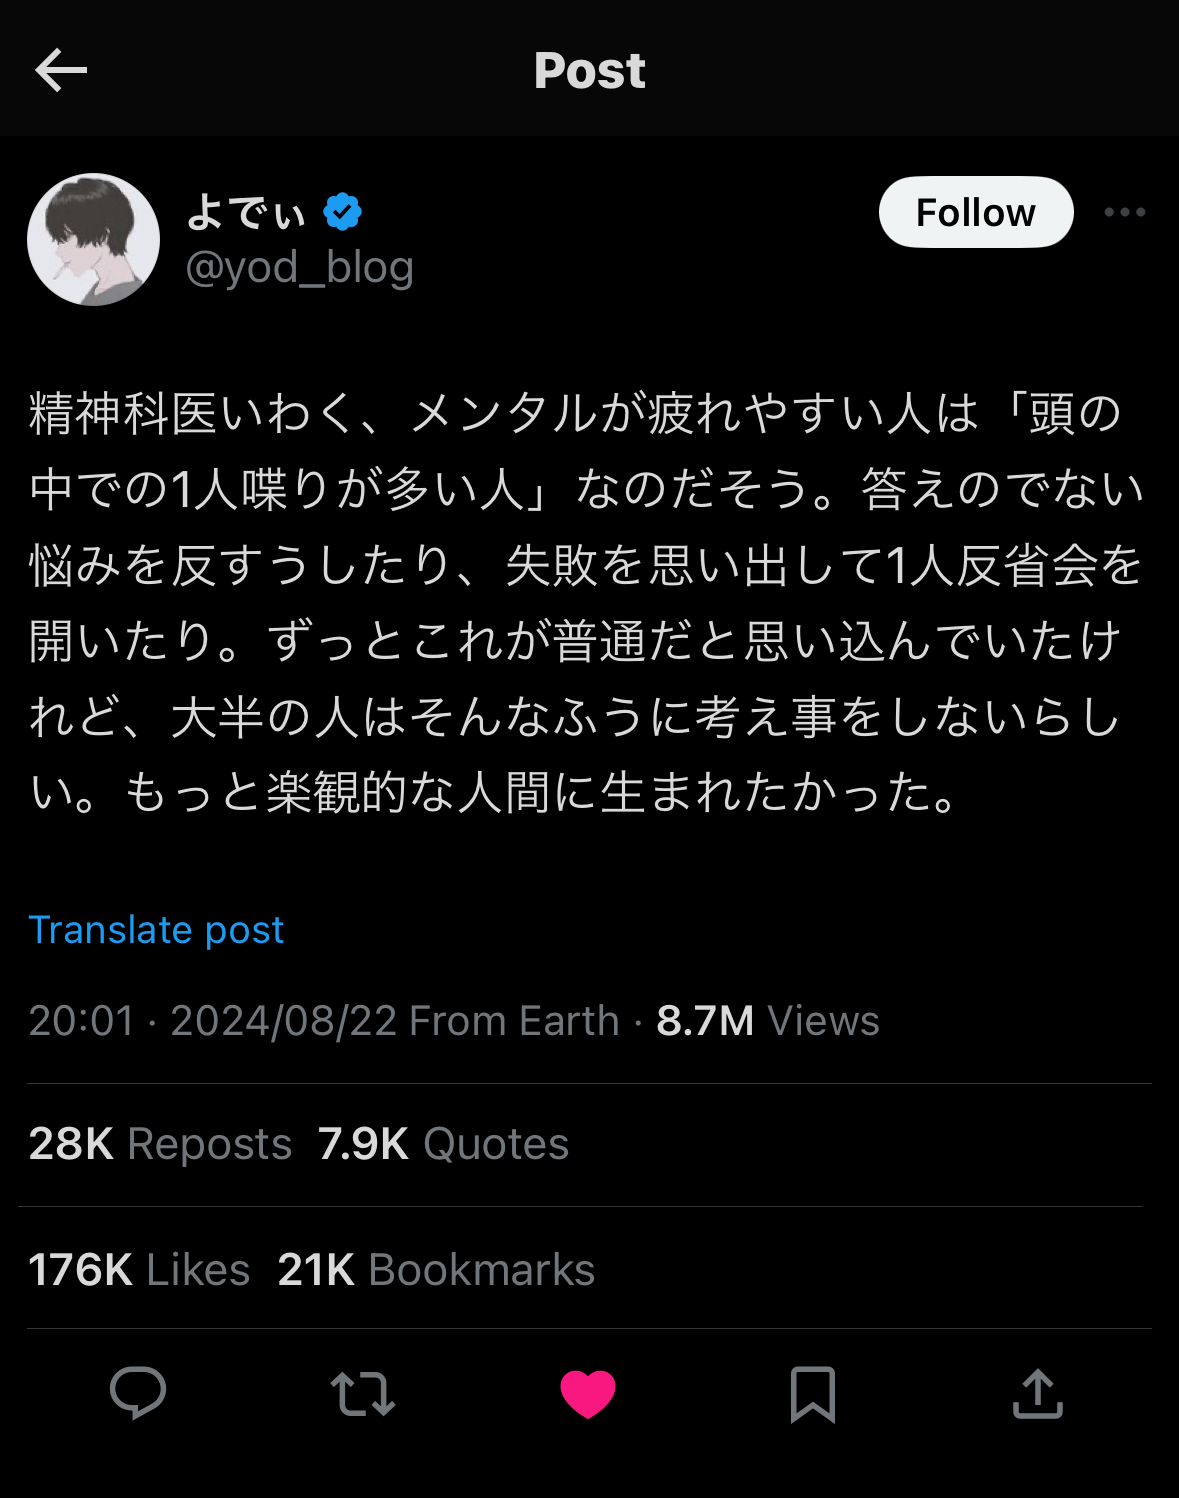 Post
よでぃ
@yod_blog
Follow
精神科医いわく、メンタルが疲れやすい人は「頭の
中での1人喋りが多い人」なのだそう。答えのでない
悩みを反すうしたり、失敗を思い出して1人反省会を
開いたり。ずっとこれが普通だと思い込んでいたけ
れど、大半の人はそんなふうに考え事をしないらし
い。もっと楽観的な人間に生まれたかった。
Translate post
20:01 · 2024/08/22 From Earth · 8.7M Views
28K Reposts 7.9K Quotes
176K Likes 21K Bookmarks